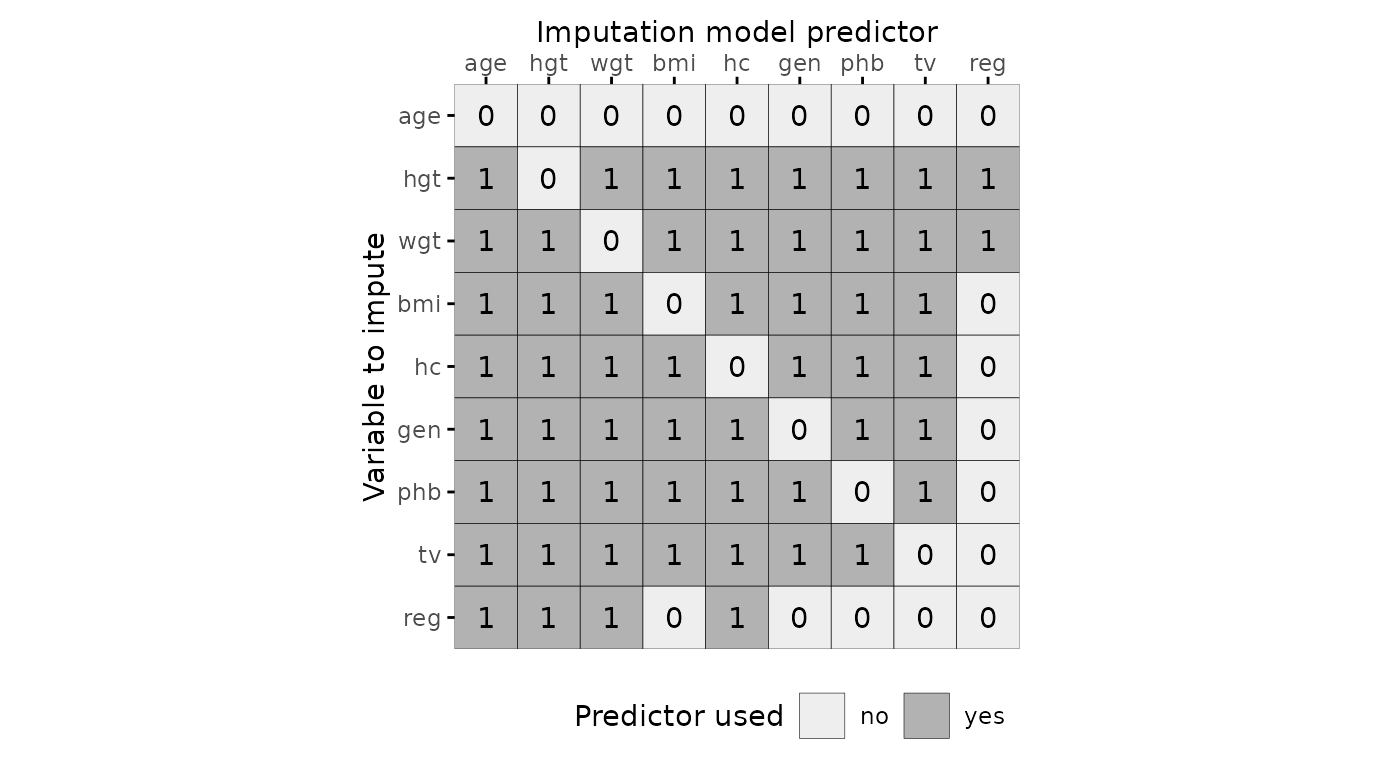 Imputation model predictor
age hgt wgt bmi hc gen phb tv reg
Variable to impute
age 0 0 0 0 0 0 0 0 0
hgt 1 0 1 1 1 1 1 1 1
wgt 1 1 0 1 1 1 1 1 1
bmi 1 1 1 0 1 1 1 1 0
hc 1 1 1 1 0 1 1 1 0
gen 1 1 1 1 1 0 1 1 0
phb 1 1 1 1 1 1 0 1 0
tv 1 1 1 1 1 1 1 0 0
reg 1 1 1 0 1 0 0 0 0
Predictor used no yes